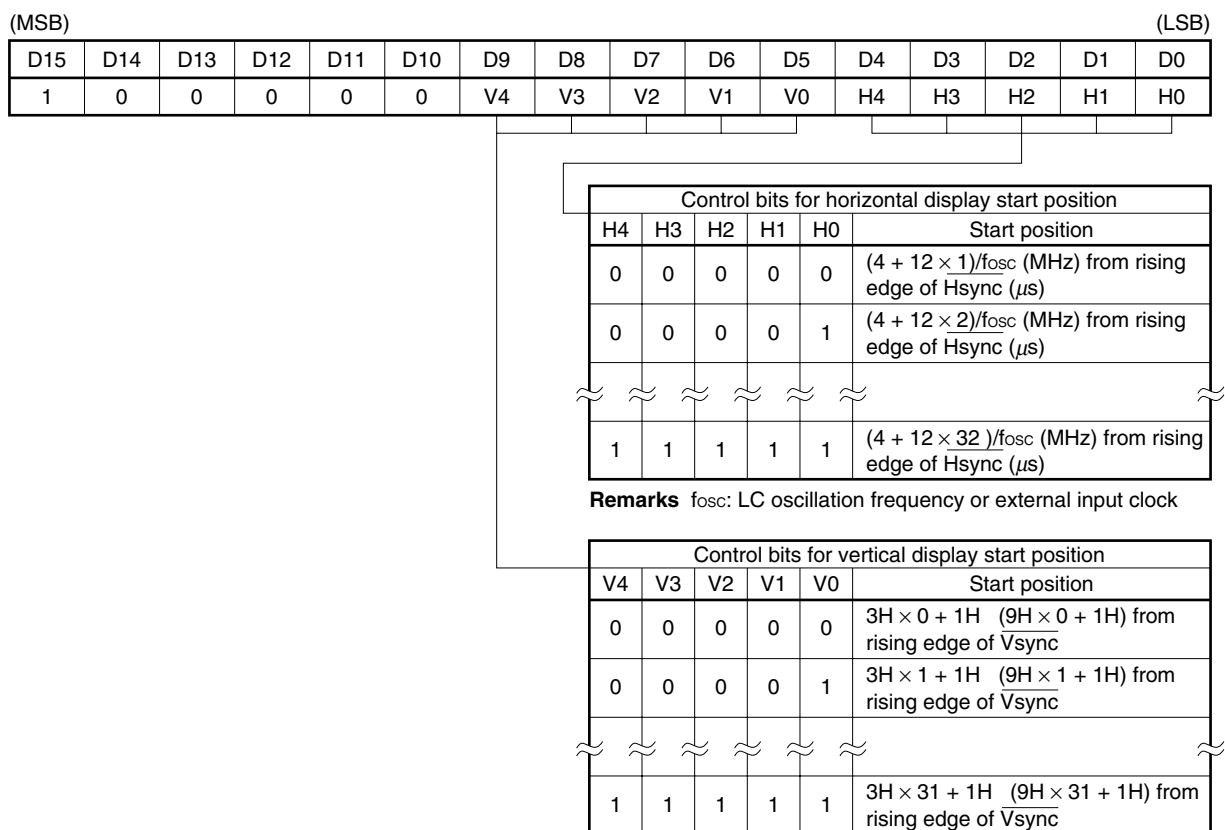 (MSB) (LSB)
D15 D14 D13 D12 D11 D10 D9 D8 D7 D6 D5 D4 D3 D2 D1 D0
1 0 0 0 0 0 V4 V3 V2 V1 V0 H4 H3 H2 H1 H0
Control bits for horizontal display start position
H4 H3 H2 H1 H0 Start position
0 0 0 0 0 (4 + 12 × 1)/fosc (MHz) from rising
edge of Hsync (μs)
0 0 0 0 1 (4 + 12 × 2)/fosc (MHz) from rising
edge of Hsync (μs)
1 1 1 1 1 (4 + 12 × 32 )/fosc (MHz) from rising
edge of Hsync (μs)
Remarks fosc: LC oscillation frequency or external input clock
Control bits for vertical display start position
V4 V3 V2 V1 V0 Start position
0 0 0 0 0 3H × 0 + 1H (9H × 0 + 1H) from
rising edge of Vsync
0 0 0 0 1 3H × 1 + 1H (9H × 1 + 1H) from
rising edge of Vsync
1 1 1 1 1 3H × 31 + 1H (9H × 31 + 1H) from
rising edge of Vsync